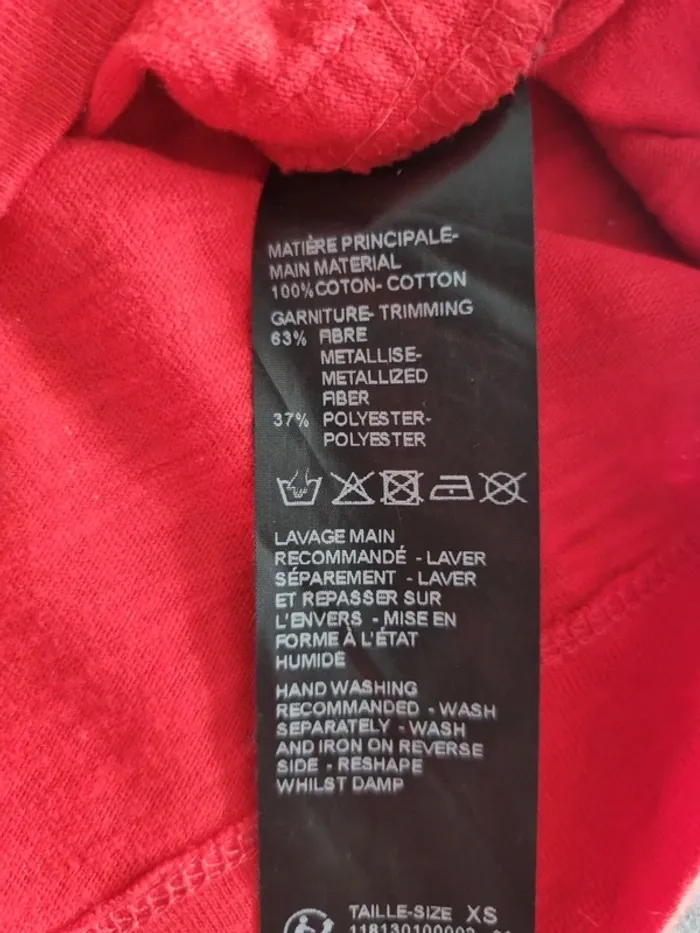 MATIÈRE PRINCIPALE-
MAIN MATERIAL
100% COTON- COTTON
GARNITURE- TRIMMING
63% FIBRE
METALLISE-
METALLIZED
FIBER
37% POLYESTER-
POLYESTER
LAVAGE MAIN
RECOMMANDÉ - LAVER
SÉPAREMENT - LAVER
ET REPASSER SUR
L'ENVERS - MISE EN
FORME À L'ÉTAT
HUMIDE
HAND WASHING
RECOMMANDED - WASH
SEPARATELY - WASH
AND IRON ON REVERSE
SIDE - RESHAPE
WHILST DAMP
TAILLE-SIZE XS